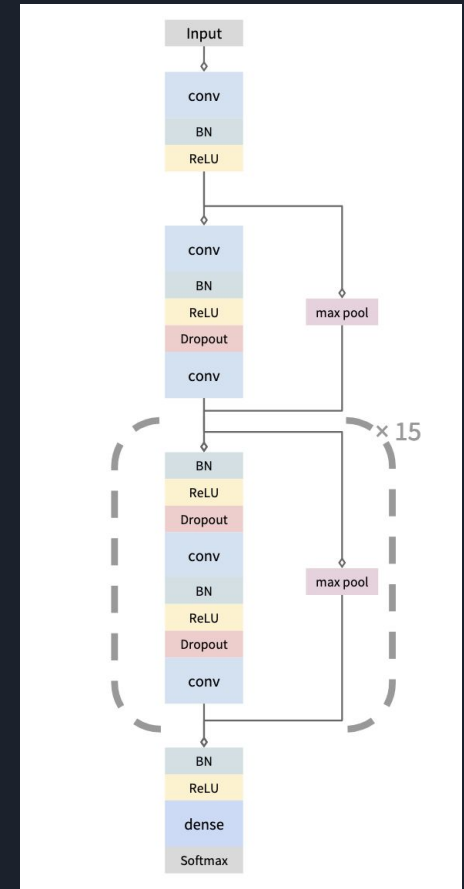 Input
conv
BN
ReLU
conv
BN
ReLU
max pool
Dropout
conv
× 15
BN
ReLU
Dropout
conv
max pool
BN
ReLU
Dropout
conv
BN
ReLU
dense
Softmax